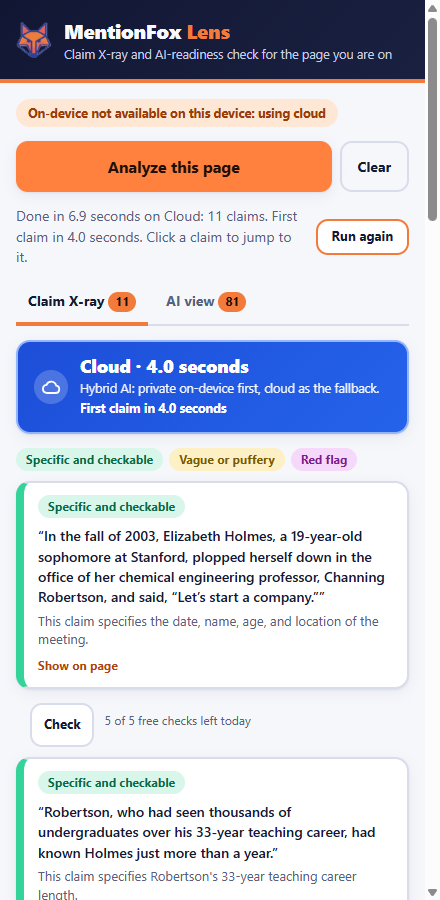 MentionFox Lens
Claim X-ray and AI-readiness check for the page you are on
On-device not available on this device: using cloud
Analyze this page
Clear
Done in 6.9 seconds on Cloud: 11 claims. First
claim in 4.0 seconds. Click a claim to jump to
it.
Run again
Claim X-ray 11
AI view 81
Cloud · 4.0 seconds
Hybrid AI: private on-device first, cloud as the fallback.
First claim in 4.0 seconds
Specific and checkable
Vague or puffery
Red flag
Specific and checkable
“In the fall of 2003, Elizabeth Holmes, a 19-year-old
sophomore at Stanford, plopped herself down in the
office of her chemical engineering professor, Channing
Robertson, and said, “Let’s start a company.””
This claim specifies the date, name, age, and location of the
meeting.
Show on page
Check
5 of 5 free checks left today
Specific and checkable
“Robertson, who had seen thousands of
undergraduates over his 33-year teaching career, had
known Holmes just more than a year.”
This claim specifies Robertson's 33-year teaching career
length.